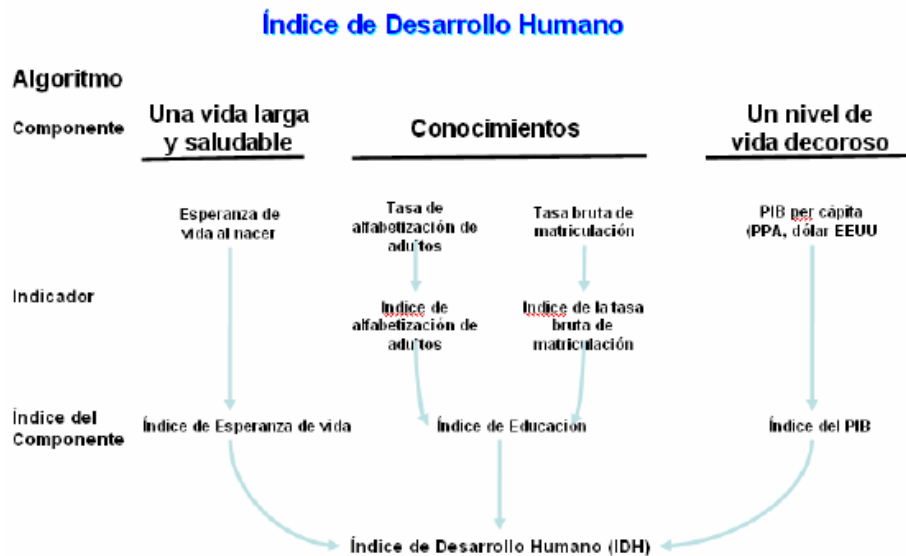 Índice de Desarrollo Humano
Algoritmo
Componente
Una vida larga
y saludable
Conocimientos
Un nivel de
vida decoroso
Esperanza de
vida al nacer
Tasa de
alfabetización de
adultos
Tasa bruta de
matriculación
PIB per cápita
(PPA, dólar EEUU
Indicador
Indice de
alfabetización de
adultos
Indice de la tasa
bruta de
matriculación
Índice del
Componente
Índice de Esperanza de vida
Índice de Educación
Índice del PIB
Índice de Desarrollo Humano (IDH)